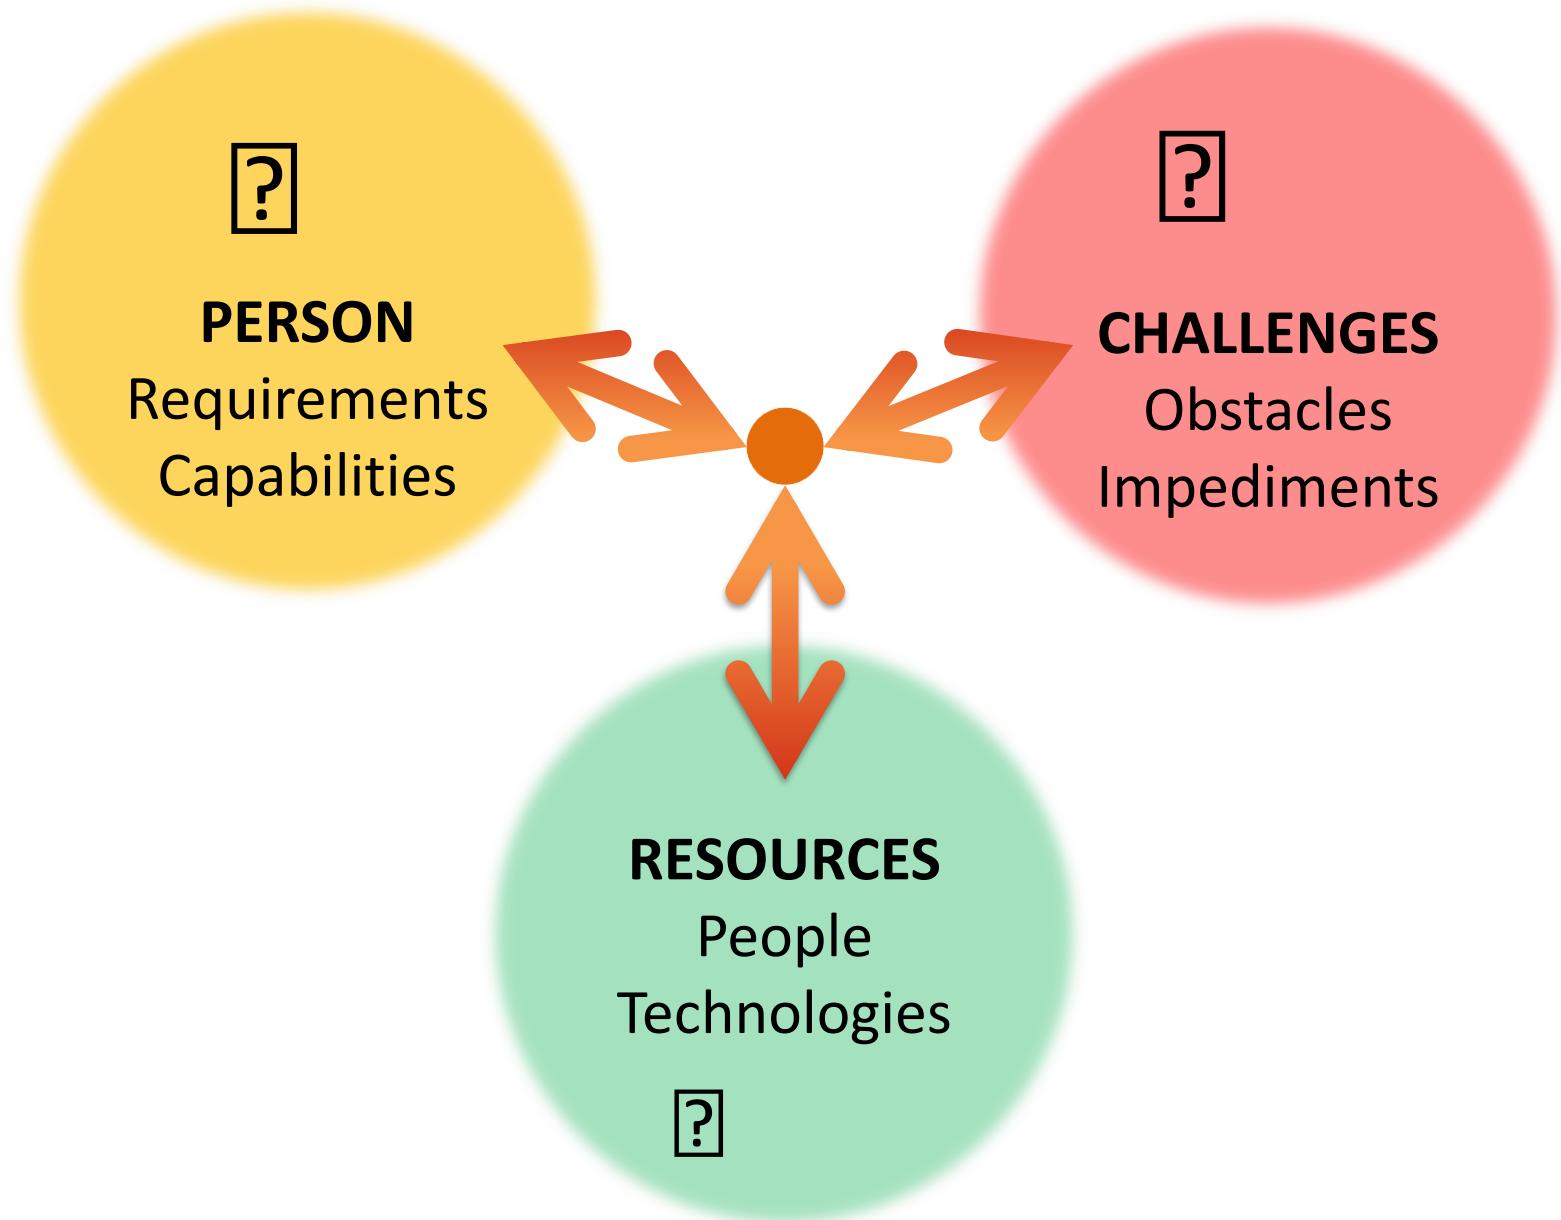 PERSON
Requirements
Capabilities
CHALLENGES
Obstacles
Impediments
RESOURCES
People
Technologies